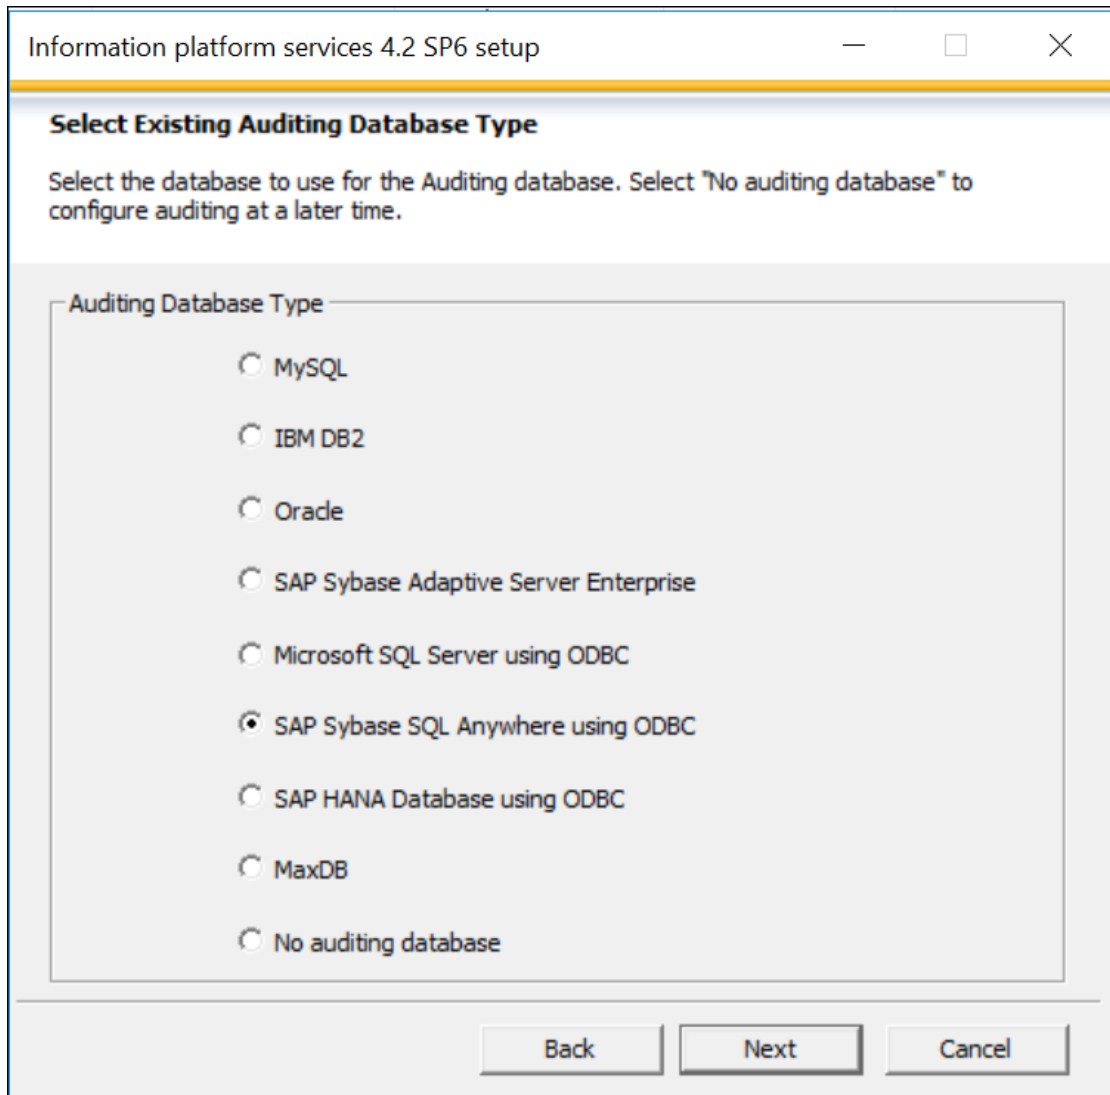 Information platform services 4.2 SP6 setup
Select Existing Auditing Database Type
Select the database to use for the Auditing database. Select "No auditing database" to
configure auditing at a later time.
Auditing Database Type
MySQL
IBM DB2
Oracle
SAP Sybase Adaptive Server Enterprise
Microsoft SQL Server using ODBC
SAP Sybase SQL Anywhere using ODBC
SAP HANA Database using ODBC
MaxDB
No auditing database
Back Next Cancel